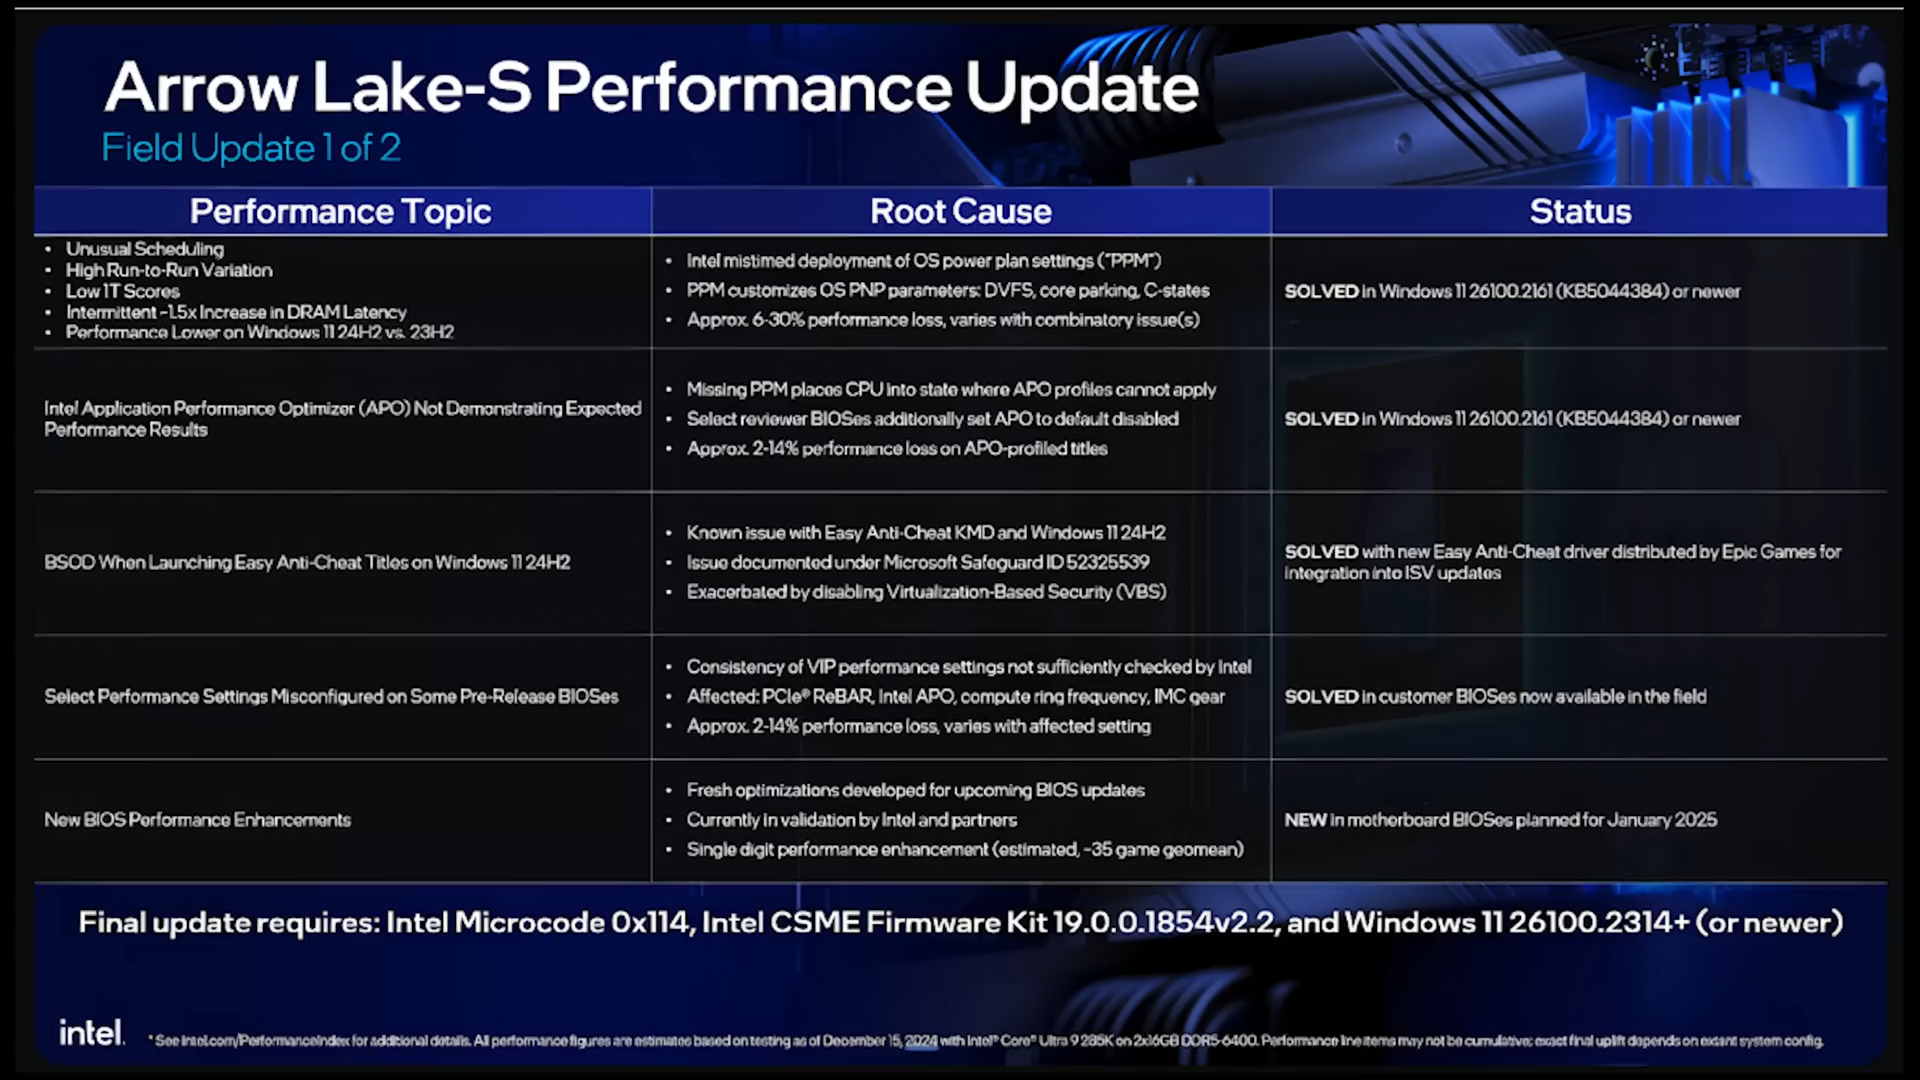 Arrow Lake-S Performance Update
Field Update 1 of 2
Performance Topic
Root Cause
Status
• Unusual Scheduling
• High Run-to-Run Variation
• Low 1T Scores
• Intermittent ~1.5x Increase in DRAM Latency
• Performance Lower on Windows 11 24H2 vs. 23H2
• Intel mistimed deployment of OS power plan settings ("PPM")
• PPM customizes OS PNP parameters: DVFS, core parking, C-states
• Approx. 6-30% performance loss, varies with combinatory issue(s)
SOLVED in Windows 11 26100.2161 (KB5044384) or newer
Intel Application Performance Optimizer (APO) Not Demonstrating Expected
Performance Results
• Missing PPM places CPU into state where APO profiles cannot apply
• Select reviewer BIOSes additionally set APO to default disabled
• Approx. 2-14% performance loss on APO-profiled titles
SOLVED in Windows 11 26100.2161 (KB5044384) or newer
BSOD When Launching Easy Anti-Cheat Titles on Windows 11 24H2
• Known issue with Easy Anti-Cheat KMD and Windows 11 24H2
• Issue documented under Microsoft Safeguard ID 52325539
• Exacerbated by disabling Virtualization-Based Security (VBS)
SOLVED with new Easy Anti-Cheat driver distributed by Epic Games for
integration into ISV updates
Select Performance Settings Misconfigured on Some Pre-Release BIOSes
• Consistency of VIP performance settings not sufficiently checked by Intel
• Affected: PCIe® ReBAR, Intel APO, compute ring frequency, IMC gear
• Approx. 2-14% performance loss, varies with affected setting
SOLVED in customer BIOSes now available in the field
New BIOS Performance Enhancements
• Fresh optimizations developed for upcoming BIOS updates
• Currently in validation by Intel and partners
• Single digit performance enhancement (estimated, ~35 game geomean)
NEW in motherboard BIOSes planned for January 2025
Final update requires: Intel Microcode 0x114, Intel CSME Firmware Kit 19.0.0.1854v2.2, and Windows 11 26100.2314+ (or newer)
intel.
* See intel.com/PerformanceIndex for additional details. All performance figures are estimates based on testing as of December 15, 2024 with Intel® Core® Ultra 9 285K on 2x16GB DDR5-6400. Performance line items may not be cumulative; exact final uplift depends on extant system config.